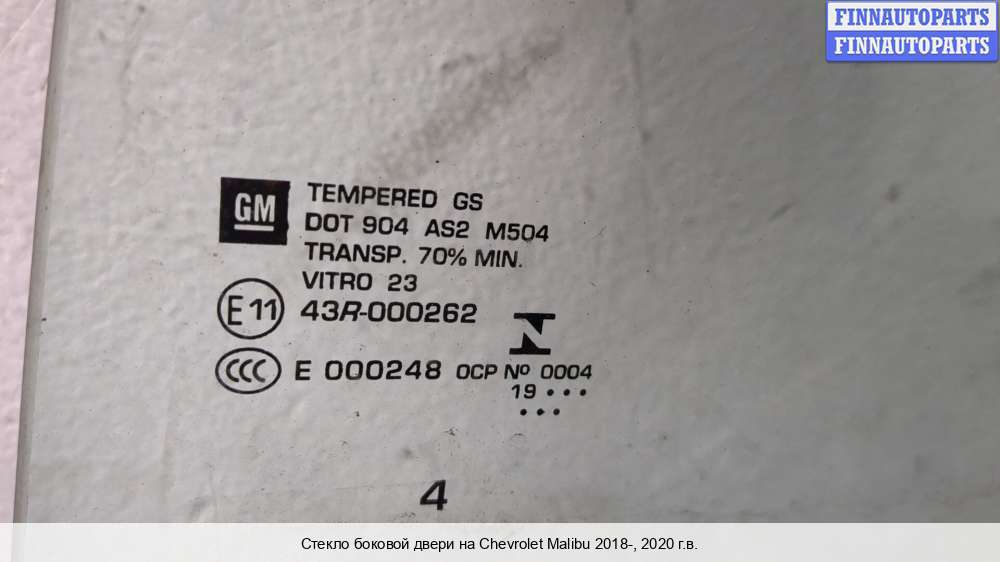 FINNAUTOPARTS
FINNAUTOPARTS
GM
TEMPERED GS
DOT 904 AS2 M504
TRANSP. 70% MIN.
VITRO 23
E11 43R-000262
CCC E 000248 OCP Nº 0004
19 • • •
• • •
4
Стекло боковой двери на Chevrolet Malibu 2018-, 2020 г.в.